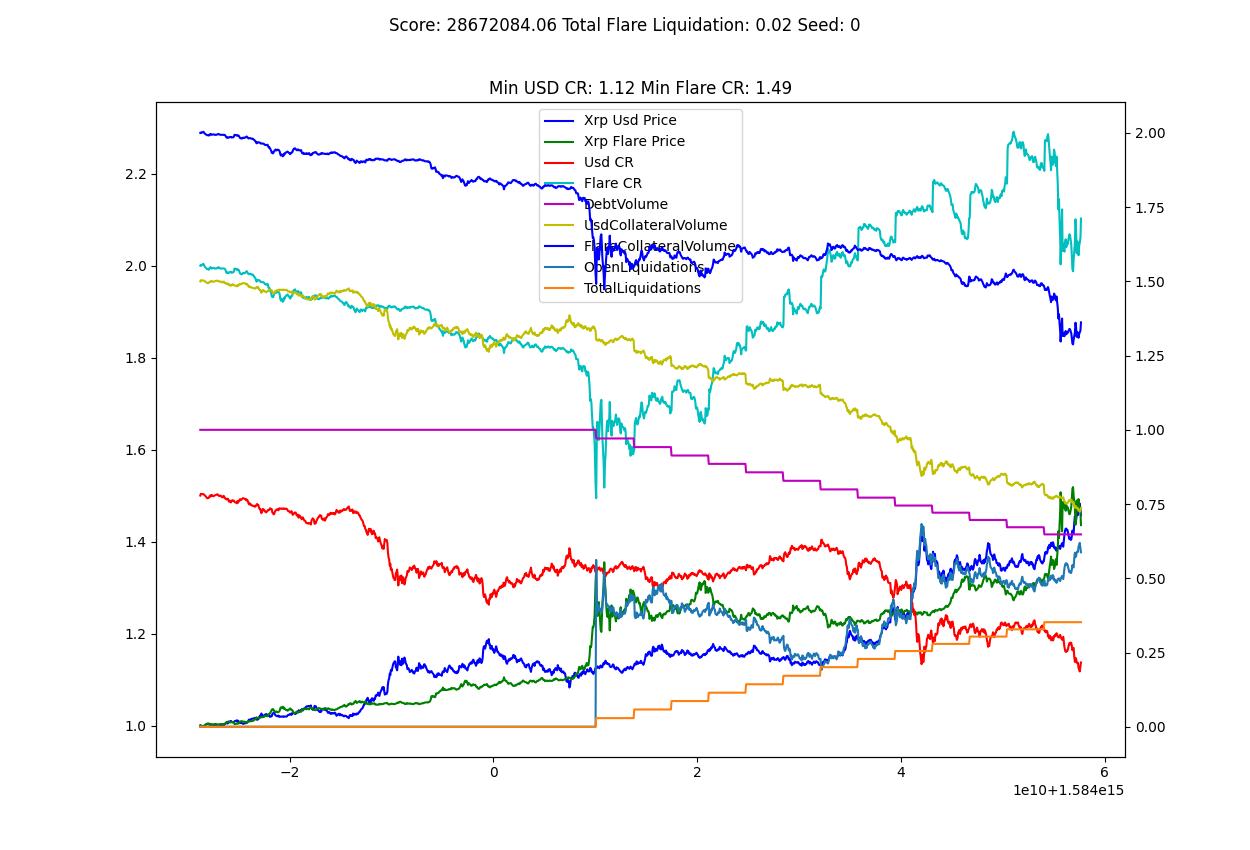 Score: 28672084.06 Total Flare Liquidation: 0.02 Seed: 0
Min USD CR: 1.12 Min Flare CR: 1.49
Xrp Usd Price
Xrp Flare Price
Usd CR
Flare CR
DebtVolume
UsdCollateralVolume
FlareCollateralVolume
OpenLiquidations
TotalLiquidations
2.2
2.0
1.8
1.6
1.4
1.2
1.0
2.00
1.75
1.50
1.25
1.00
0.75
0.50
0.25
0.00
−2 0 2 4 6
1e10+1.584e15